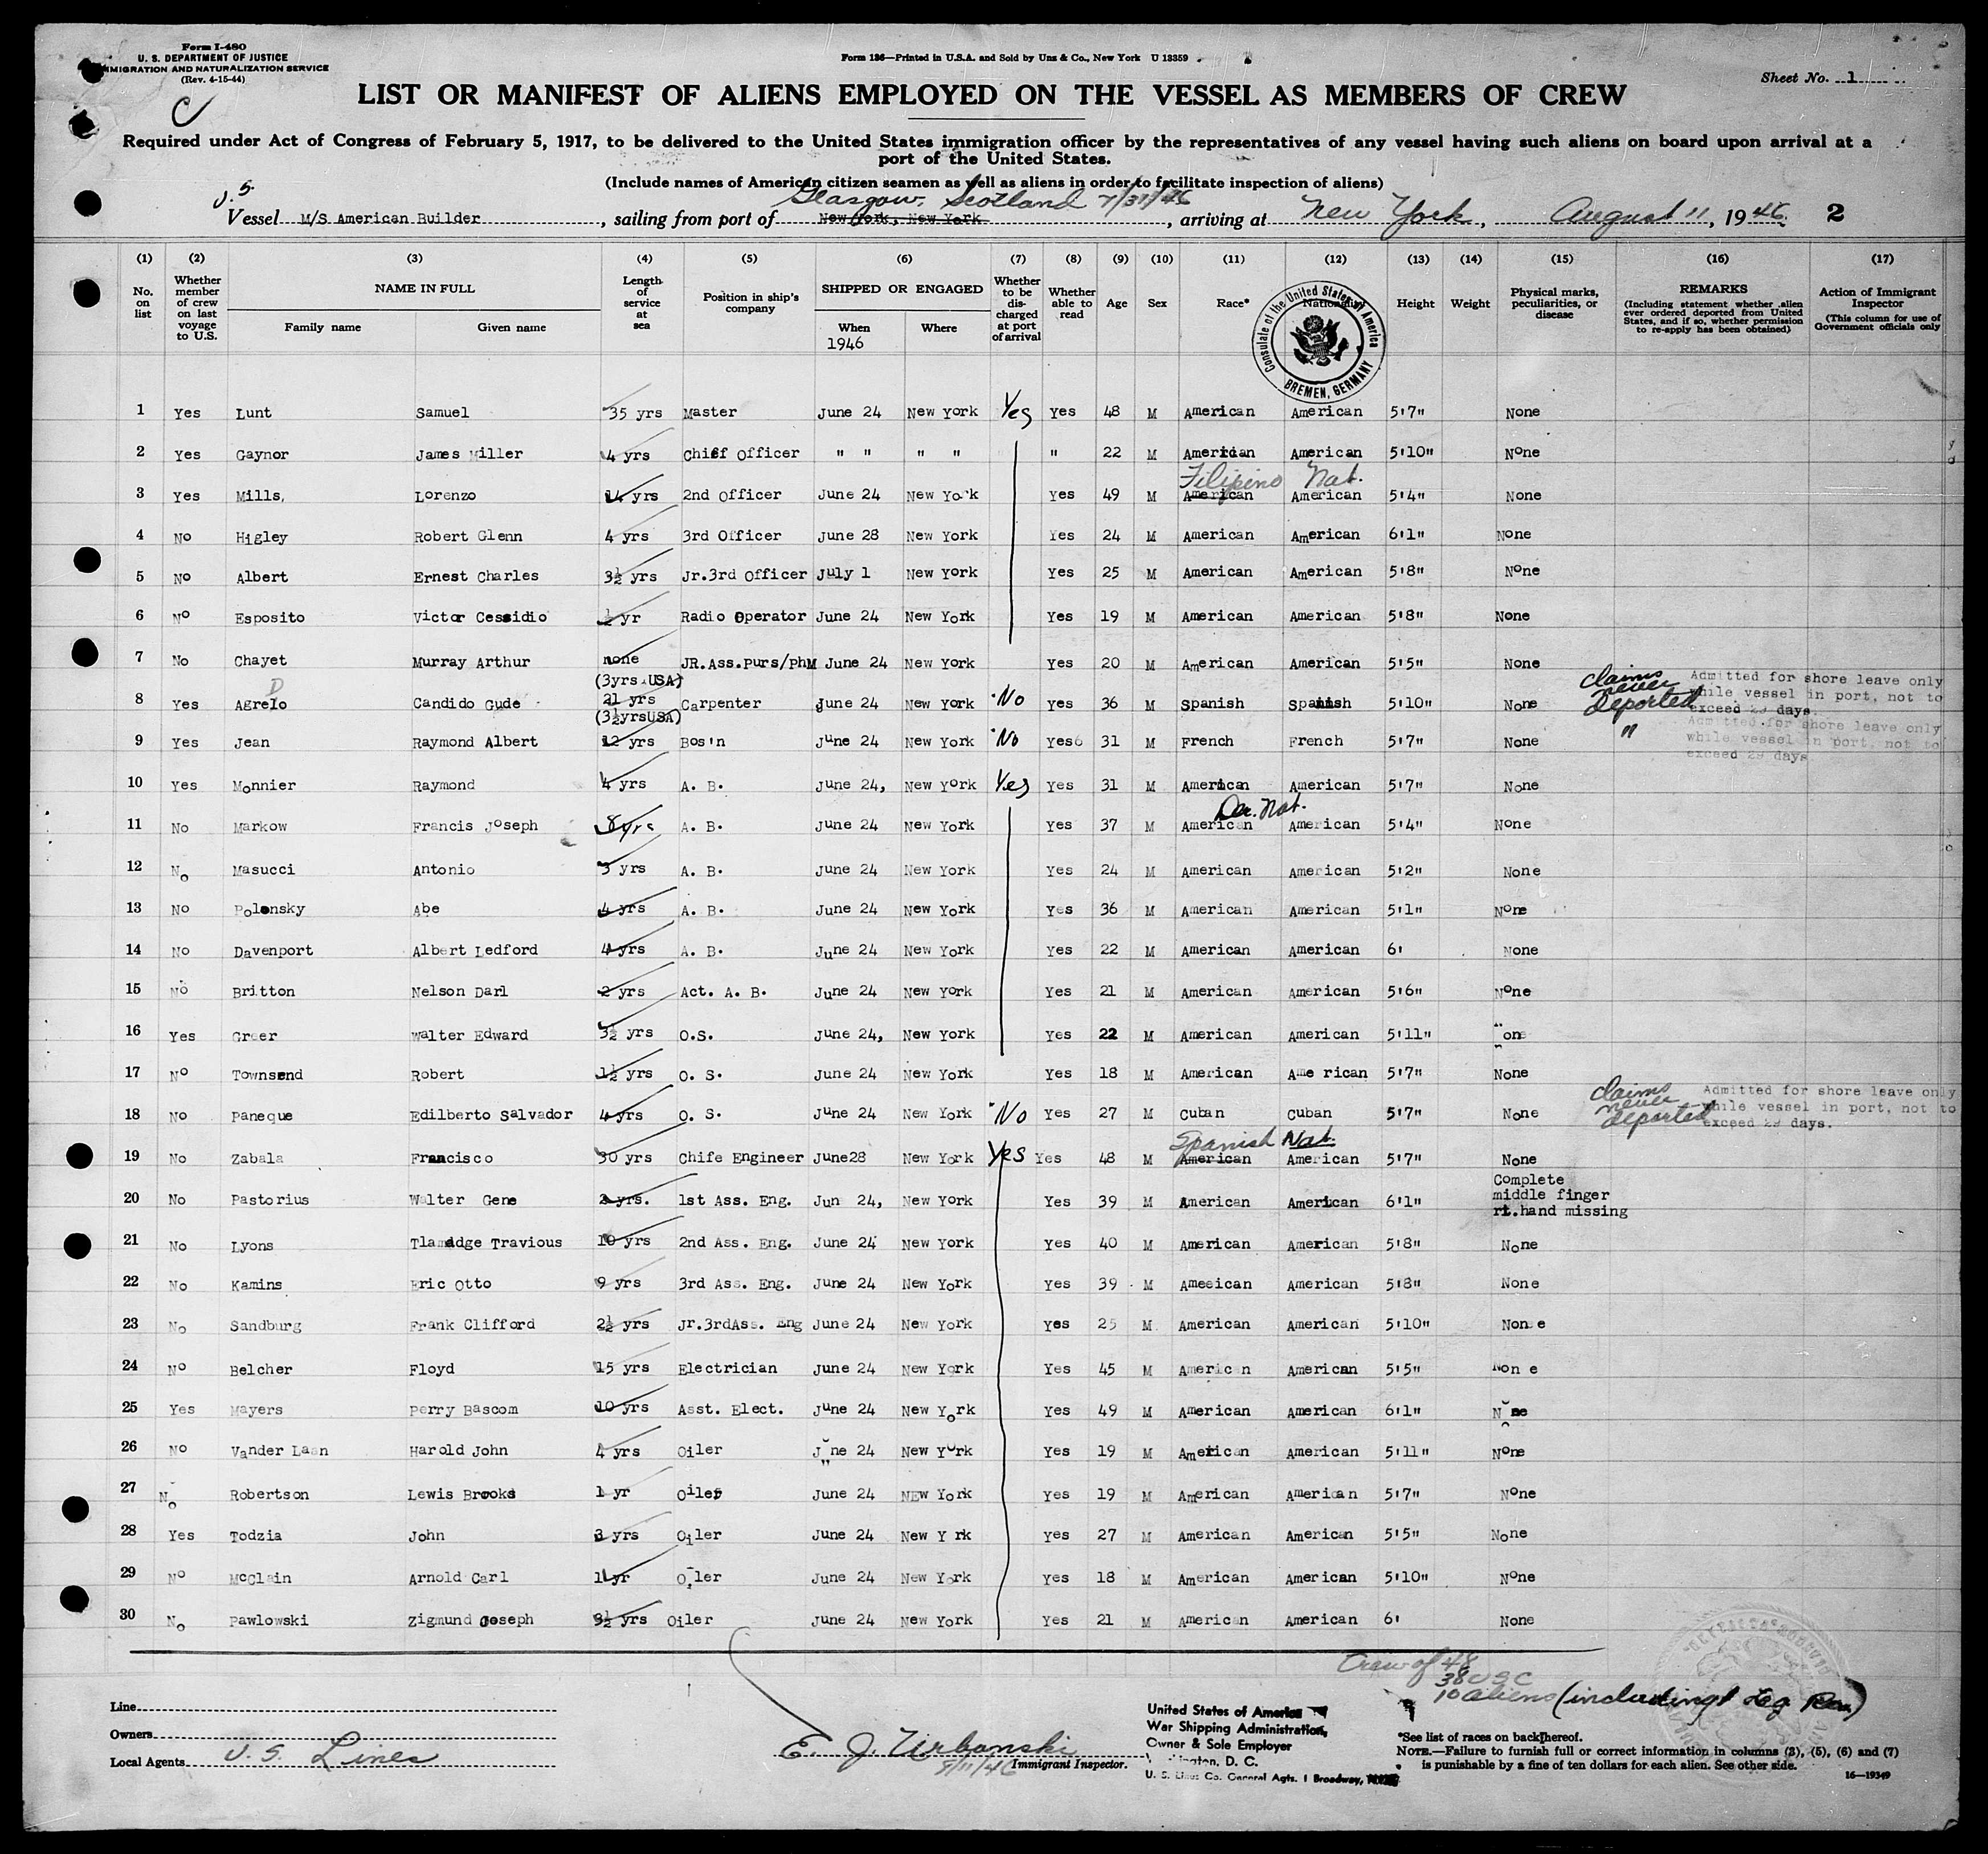 Form I-480
U. S. DEPARTMENT OF JUSTICE
IMMIGRATION AND NATURALIZATION SERVICE
(Rev. 4-15-44)
Form 136—Printed in U.S.A. and Sold by Unz & Co., New York U 13359
Sheet No. 1
C
LIST OR MANIFEST OF ALIENS EMPLOYED ON THE VESSEL AS MEMBERS OF CREW
Required under Act of Congress of February 5, 1917, to be delivered to the United States immigration officer by the representatives of any vessel having such aliens on board upon arrival at a
port of the United States.
(Include names of American citizen seamen as well as aliens in order to facilitate inspection of aliens)
U.S. Glasgow, Scotland 7/31/46
Vessel M/S American Builder, sailing from port of New York, New York, arriving at New York, August 11, 1946 2
(1) (2) (3) (4) (5) (6) (7) (8) (9) (10) (11) (12) (13) (14) (15) (16) (17)
No. on list
Whether member of crew on last voyage to U.S.
NAME IN FULL
Family name Given name
Length of service at sea
Position in ship's company
SHIPPED OR ENGAGED
When 1946 Where
Whether to be discharged at port of arrival
Whether able to read
Age Sex Race* Nationality Height Weight
Physical marks, peculiarities, or disease
REMARKS
(Including statement whether alien ever ordered deported from United States, and if so, whether permission to re-apply has been obtained)
Action of Immigrant Inspector
(This column for use of Government officials only
Consulate of the United States of America BREMEN, GERMANY
1 Yes Lunt Samuel 35 yrs Master June 24 New York Yes Yes 48 M American American 5'7" None
2 Yes Gaynor James Miller 4 yrs Chief Officer " " " " " 22 M American American 5'10" None
Filipino Nat.
3 Yes Mills, Lorenzo 14 yrs 2nd Officer June 24 New York Yes 49 M American American 5'4" None
4 No Higley Robert Glenn 4 yrs 3rd Officer June 28 New York Yes 24 M American American 6'1" None
5 No Albert Ernest Charles 3½ yrs Jr.3rd Officer July 1 New York Yes 25 M American American 5'8" None
6 No Esposito Victor Cessidio ½ yr Radio Operator June 24 New York Yes 19 M American American 5'8" None
7 No Chayet Murray Arthur none JR.Ass.Purs/PhM June 24 New York Yes 20 M American American 5'5" None
(3yrs USA) D claims never deported Admitted for shore leave only while vessel in port, not to exceed 29 days.
8 Yes Agrelo Candido Gude 21 yrs Carpenter June 24 New York No Yes 36 M Spanish Spanish 5'10" None
(3½yrsUSA) " Admitted for shore leave only while vessel in port, not to exceed 29 days
9 Yes Jean Raymond Albert 12 yrs Bos'n June 24 New York No Yes6 31 M French French 5'7" None
10 Yes Monnier Raymond 4 yrs A. B. June 24, New York Yes Yes 31 M American American 5'7" None
Der. Nat.
11 No Markow Francis Joseph 8yrs A. B. June 24 New York Yes 37 M American American 5'4" None
12 No Masucci Antonio 3 yrs A. B. June 24 New York Yes 24 M American American 5'2" None
13 No Polonsky Abe 4 yrs A. B. June 24 New York Yes 36 M American American 5'1" None
14 No Davenport Albert Ledford 4 yrs A. B. June 24 New York Yes 22 M American American 6' None
15 No Britton Nelson Darl 2 yrs Act. A. B. June 24 New York Yes 21 M American American 5'6" None
16 Yes Greer Walter Edward 3½ yrs O.S. June 24, New York Yes 22 M American American 5'11" None
17 No Townsend Robert 1½ yrs O. S. June 24 New York Yes 18 M American Ame rican 5'7" None
18 No Paneque Edilberto Salvador 4 yrs O. S. June 24 New York No Yes 27 M Cuban Cuban 5'7" None claims never deported Admitted for shore leave only while vessel in port, not to exceed 29 days.
Spanish Nat.
19 No Zabala Francisco 30 yrs Chife Engineer June28 New York Yes Yes 48 M American American 5'7" None
20 No Pastorius Walter Gene yrs. 1st Ass. Eng. Jun 24, New York Yes 39 M American American 6'1" Complete middle finger rt.hand missing
21 No Lyons Tlamadge Travious 10 yrs 2nd Ass. Eng. June 24 New York Yes 40 M American American 5'8" None
22 No Kamins Eric Otto 9 yrs 3rd Ass. Eng. June 24 New York Yes 39 M Ameeican American 5'8" None
23 No Sandburg Frank Clifford 2½ yrs Jr.3rdAss. Eng June 24 New York Yes 25 M American American 5'10" None
24 No Belcher Floyd 15 yrs Electrician June 24 New York Yes 45 M American American 5'5" Non e
25 Yes Mayers Perry Bascom 10 yrs Asst. Elect. June 24 New York Yes 49 M American American 6'1" None
26 No Vander Laan Harold John 4 yrs Oiler June 24 New York Yes 19 M American American 5'11" None
27 No Robertson Lewis Brooks 1 yr Oiler June 24 NEW York Yes 19 M American American 5'7" None
28 Yes Todzia John 3 yrs Oiler June 24 New Y rk Yes 27 M American American 5'5" None
29 No McClain Arnold Carl 1 yr Oiler June 24 New York Yes 18 M American American 5'10" None
30 No Pawlowski Zigmund Joseph 3½ yrs Oiler June 24 New York Yes 21 M American American 6' None
Crew of 48
38 USC
10 aliens (including 1 Leg Res)
Line
Owners
Local Agents U. S. Lines
E. J. Urbanski
8/11/46 Immigrant Inspector.
United States of America
War Shipping Administration,
Owner & Sole Employer
Washington, D. C.
U. S. Lines Co. General Agts. 1 Broadway,
*See list of races on back hereof.
NOTE.—Failure to furnish full or correct information in columns (3), (5), (6) and (7)
is punishable by a fine of ten dollars for each alien. See other side.
16—19349